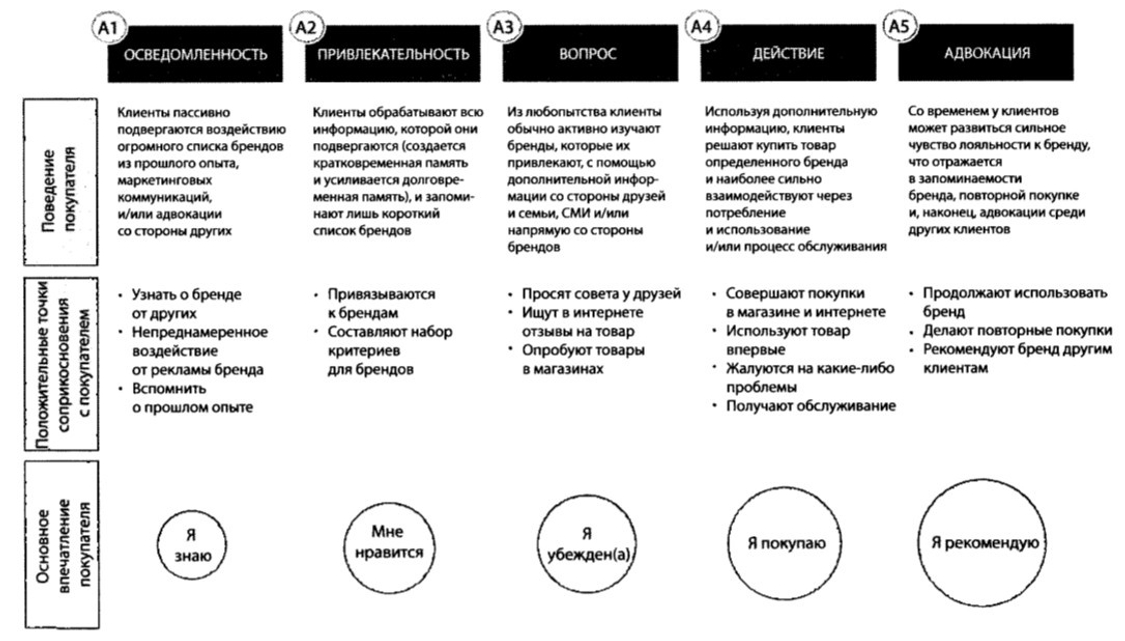 А1
ОСВЕДОМЛЕННОСТЬ
А2
ПРИВЛЕКАТЕЛЬНОСТЬ
А3
ВОПРОС
А4
ДЕЙСТВИЕ
А5
АДВОКАЦИЯ
Поведение
покупателя
Клиенты пассивно
подвергаются воздействию
огромного списка брендов
из прошлого опыта,
маркетинговых
коммуникаций,
и/или адвокации
со стороны других
Клиенты обрабатывают всю
информацию, которой они
подвергаются (создается
кратковременная память
и усиливается долговре-
менная память), и запоми-
нают лишь короткий
список брендов
Из любопытства клиенты
обычно активно изучают
бренды, которые их
привлекают, с помощью
дополнительной инфор-
мации со стороны друзей
и семьи, СМИ и/или
напрямую со стороны
брендов
Используя дополнительную
информацию, клиенты
решают купить товар
определенного бренда
и наиболее сильно
взаимодействуют через
потребление
и использование
и/или процесс обслуживания
Со временем у клиентов
может развиться сильное
чувство лояльности к бренду,
что отражается
в запоминаемости
бренда, повторной покупке
и, наконец, адвокации среди
других клиентов
Положительные точки
соприкосновения
с покупателем
• Узнать о бренде
от других
• Непреднамеренное
воздействие
от рекламы бренда
• Вспомнить
о прошлом опыте
• Привязываются
к брендам
• Составляют набор
критериев
для брендов
• Просят совета у друзей
• Ищут в интернете
отзывы на товар
• Опробуют товары
в магазинах
• Совершают покупки
в магазине и интернете
• Используют товар
впервые
• Жалуются на какие-либо
проблемы
• Получают обслуживание
• Продолжают использовать
бренд
• Делают повторные покупки
• Рекомендуют бренд другим
клиентам
Основное
впечатление
покупателя
Я
знаю
Мне
нравится
Я
убежден(а)
Я покупаю
Я рекомендую